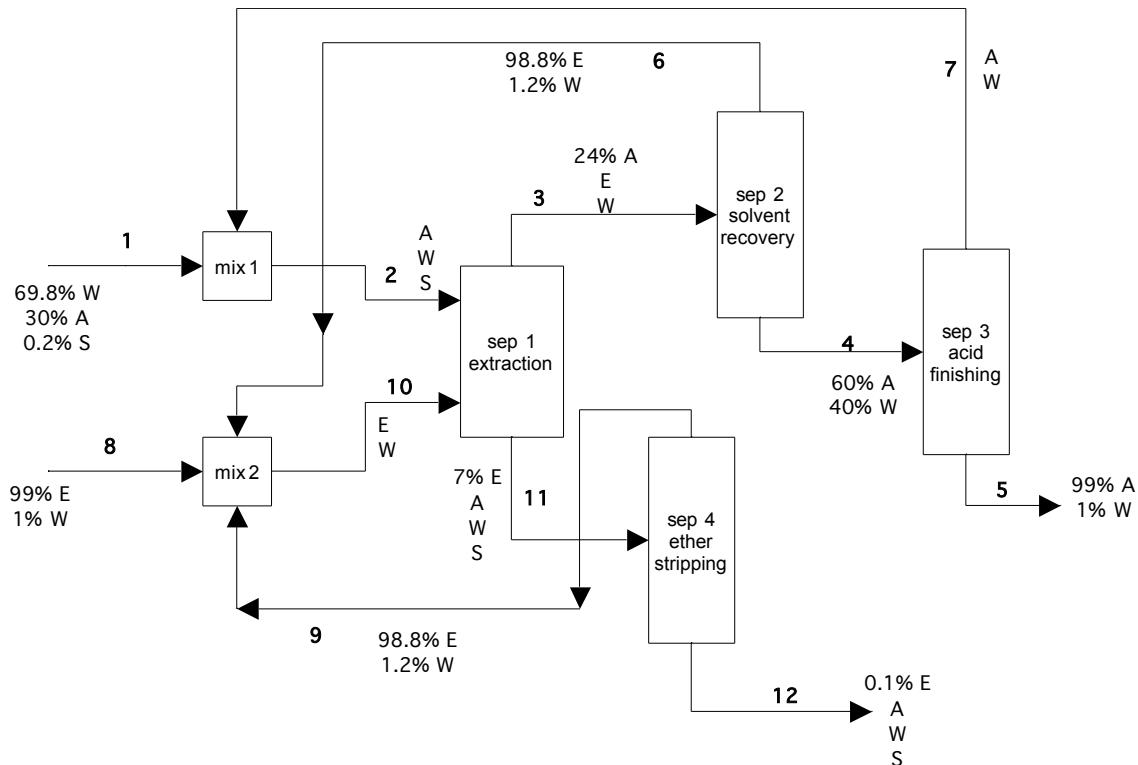 98.8% E
1.2% W
6
7
A
W
24% A
E
W
3
sep 2
solvent
recovery
1
mix 1
A
W
S
2
69.8% W
30% A
0.2% S
sep 1
extraction
4
60% A
40% W
sep 3
acid
finishing
10
E
W
8
mix 2
99% E
1% W
7% E
A
W
S
11
sep 4
ether
stripping
5
99% A
1% W
9
98.8% E
1.2% W
12
0.1% E
A
W
S